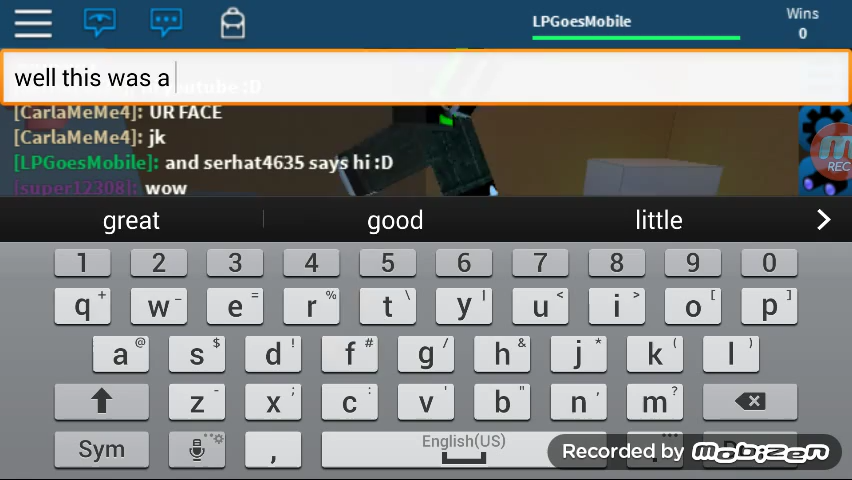 LPGoesMobile
Wins
0
well this was a
utube :D
[CarlaMeMe4]: UR FACE
[CarlaMeMe4]: jk
[LPGoesMobile]: and serhat4635 says hi :D
[super12308]: wow
REC
great good little
1 2 3 4 5 6 7 8 9 0
q + w - e = r % t \ y | u < i > o [ p ]
a @ s $ d ! f # g / h & j * k ( l )
z - x ; c : v ' b " n , m ?
Sym , English(US)
Recorded by mobizen